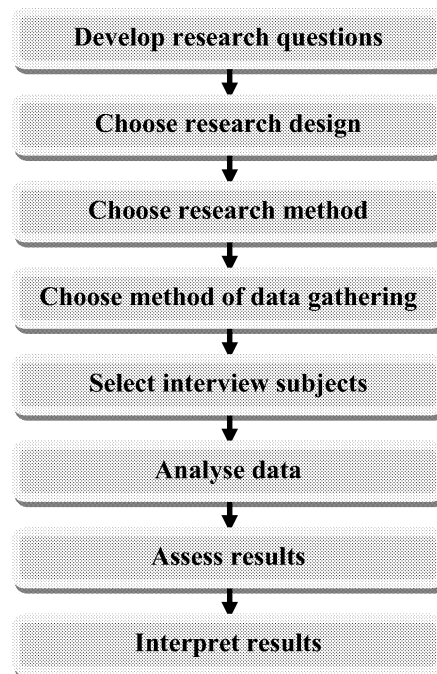 Develop research questions
Choose research design
Choose research method
Choose method of data gathering
Select interview subjects
Analyse data
Assess results
Interpret results